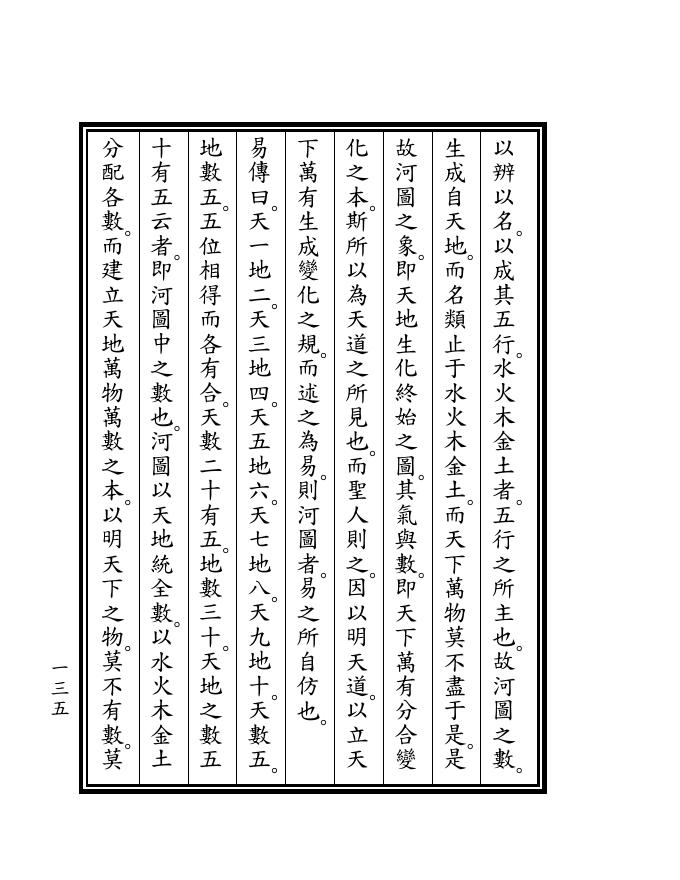 以辨以名。以成其五行。水火木金土者。五行之所主也。故河圖之數。
生成自天地。而名類止于水火木金土。而天下萬物莫不盡于是。是
故河圖之象。即天地生化終始之圖。其氣與數。即天下萬有分合變
化之本。斯所以為天道之所見也。而聖人則之。因以明天道。以立天
下萬有生成變化之規。而述之為易。則河圖者。易之所自仿也。
易傳曰。天一地二。天三地四。天五地六。天七地八。天九地十。天數五。
地數五。五位相得而各有合。天數二十有五。地數三十。天地之數五
十有五云者。即河圖中之數也。河圖以天地統全數。以水火木金土
分配各數。而建立天地萬物萬數之本。以明天下之物。莫不有數。莫
一三五